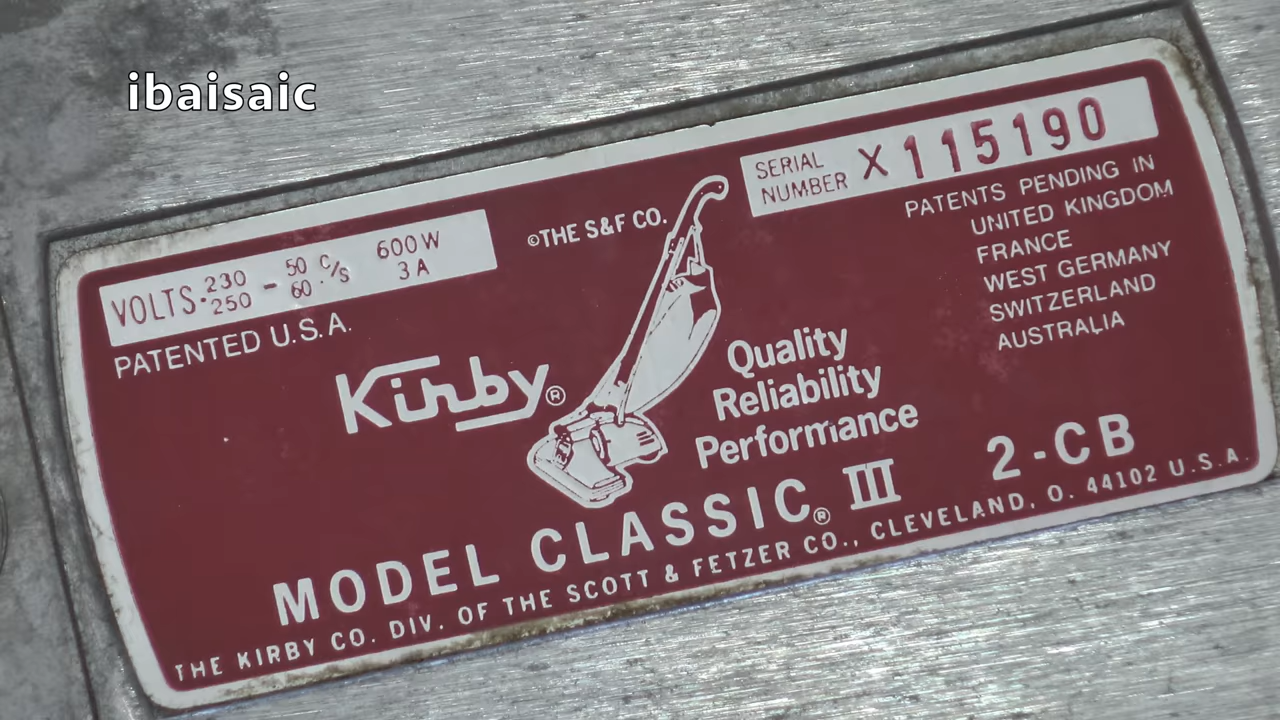 ibaisaic
SERIAL NUMBER X 115190
PATENTS PENDING IN
UNITED KINGDOM
FRANCE
WEST GERMANY
SWITZERLAND
AUSTRALIA
VOLTS·230 250 - 50 60 · C/S 600W 3A
PATENTED U.S.A.
©THE S&F CO.
Kirby®
Quality
Reliability
Performance
MODEL CLASSIC® III 2-CB
THE KIRBY CO. DIV. OF THE SCOTT & FETZER CO., CLEVELAND, O. 44102 U.S.A.